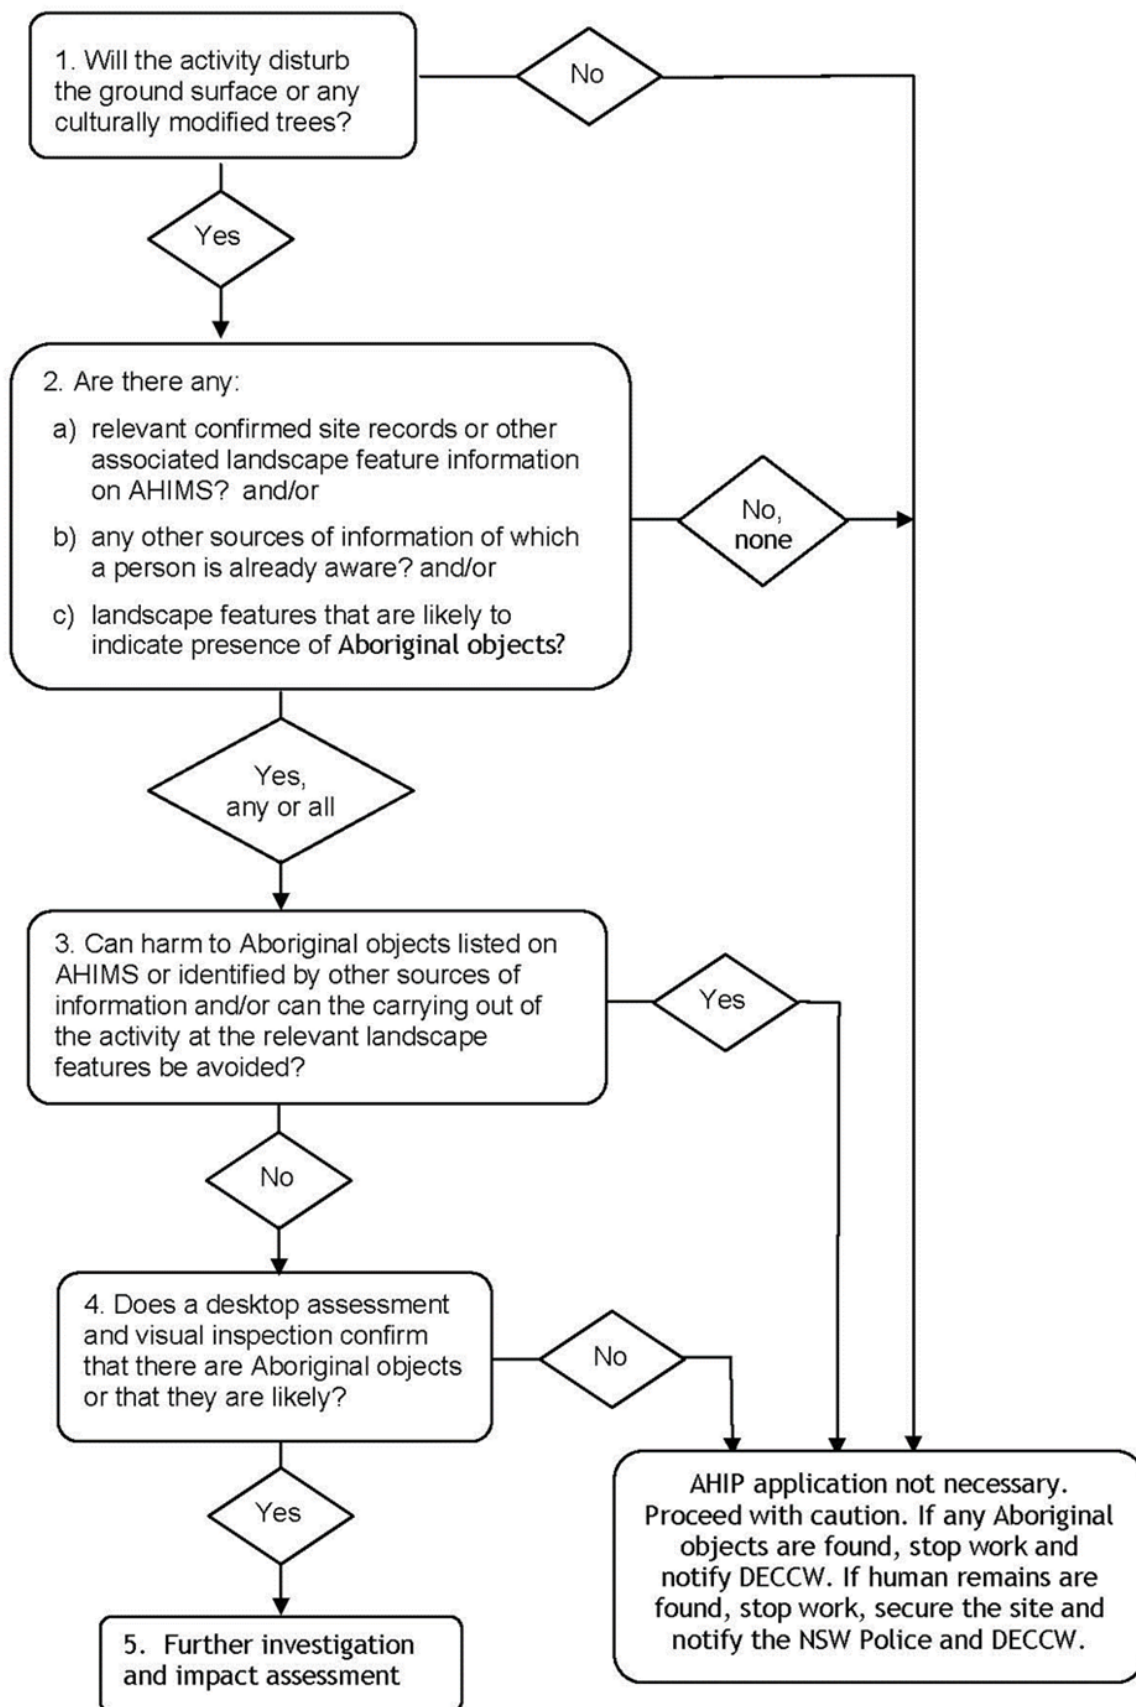 1. Will the activity disturb
the ground surface or any
culturally modified trees?
No
Yes
2. Are there any:
a) relevant confirmed site records or other
associated landscape feature information
on AHIMS? and/or
b) any other sources of information of which
a person is already aware? and/or
c) landscape features that are likely to
indicate presence of Aboriginal objects?
No,
none
Yes,
any or all
3. Can harm to Aboriginal objects listed on
AHIMS or identified by other sources of
information and/or can the carrying out of
the activity at the relevant landscape
features be avoided?
Yes
No
4. Does a desktop assessment
and visual inspection confirm
that there are Aboriginal objects
or that they are likely?
No
Yes
AHIP application not necessary.
Proceed with caution. If any Aboriginal
objects are found, stop work and
notify DECCW. If human remains are
found, stop work, secure the site and
notify the NSW Police and DECCW.
5. Further investigation
and impact assessment